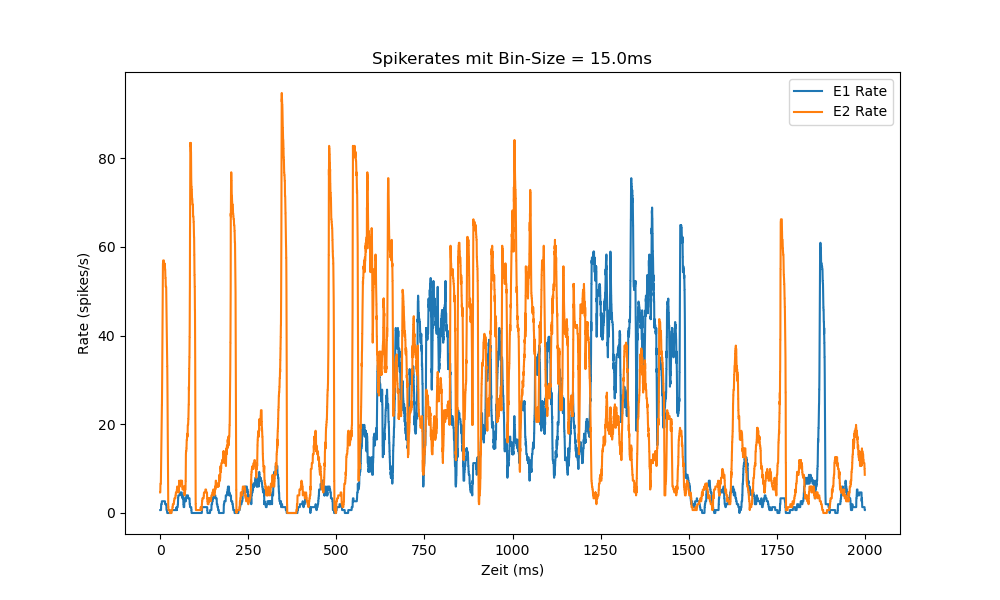 Spikerates mit Bin-Size = 15.0ms
E1 Rate
E2 Rate
Rate (spikes/s)
80
60
40
20
0
0 250 500 750 1000 1250 1500 1750 2000
Zeit (ms)